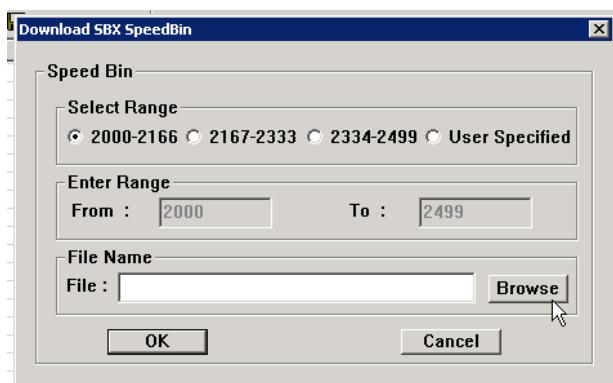 Download SBX SpeedBin
Speed Bin
Select Range
2000-2166 2167-2333 2334-2499 User Specified
Enter Range
From : 2000 To : 2499
File Name
File : Browse
OK Cancel